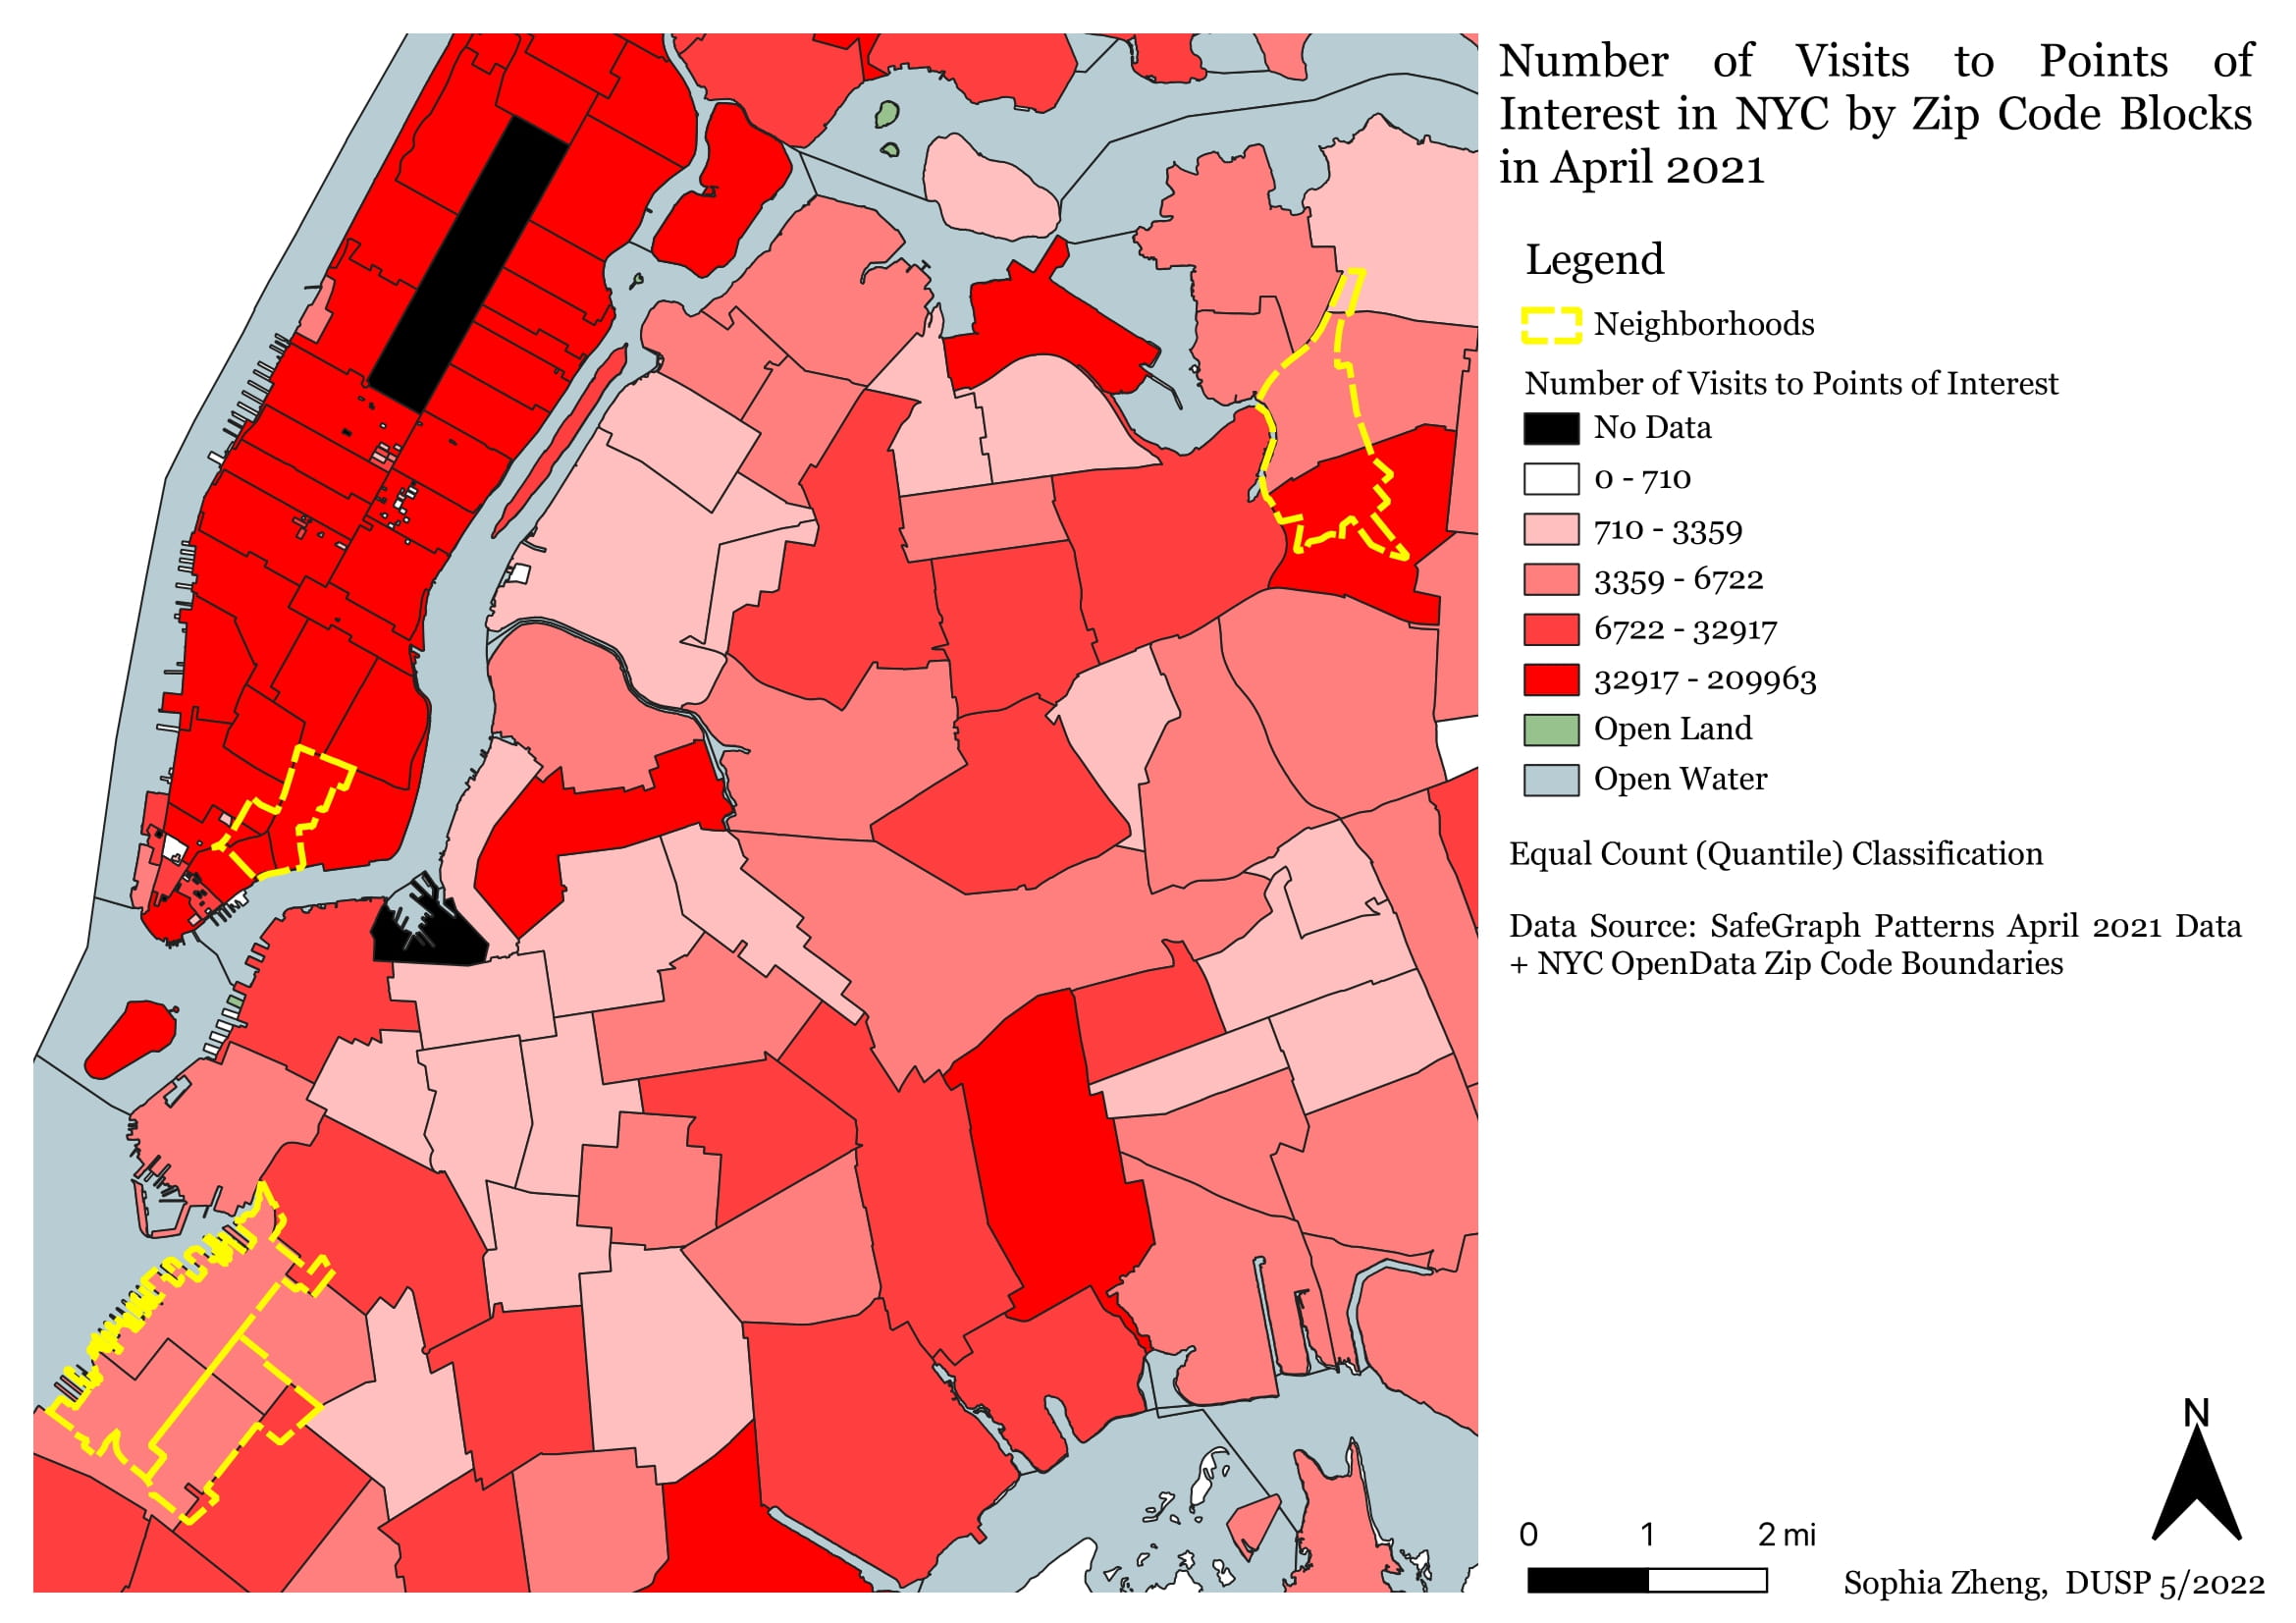 Number of Visits to Points of
Interest in NYC by Zip Code Blocks
in April 2021
Legend
Neighborhoods
Number of Visits to Points of Interest
No Data
0 - 710
710 - 3359
3359 - 6722
6722 - 32917
32917 - 209963
Open Land
Open Water
Equal Count (Quantile) Classification
Data Source: SafeGraph Patterns April 2021 Data
+ NYC OpenData Zip Code Boundaries
N
0 1 2 mi
Sophia Zheng, DUSP 5/2022